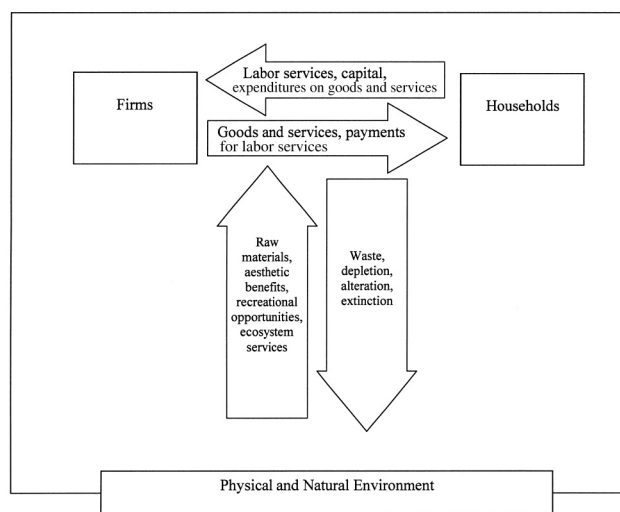 Labor services, capital,
expenditures on goods and services
Firms
Households
Goods and services, payments
for labor services
Raw
materials,
aesthetic
benefits,
recreational
opportunities,
ecosystem
services
Waste,
depletion,
alteration,
extinction
Physical and Natural Environment